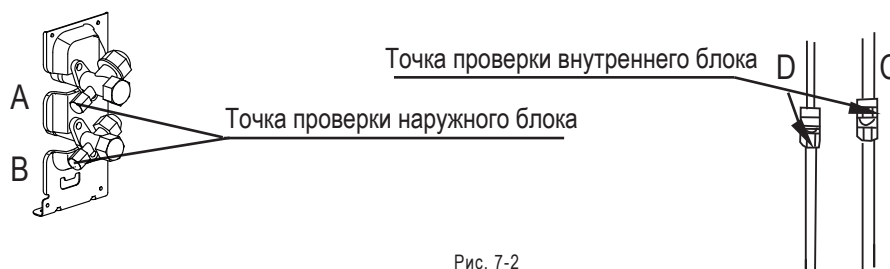 Точка проверки внутреннего блока
D
C
A
Точка проверки наружного блока
B
Рис. 7-2